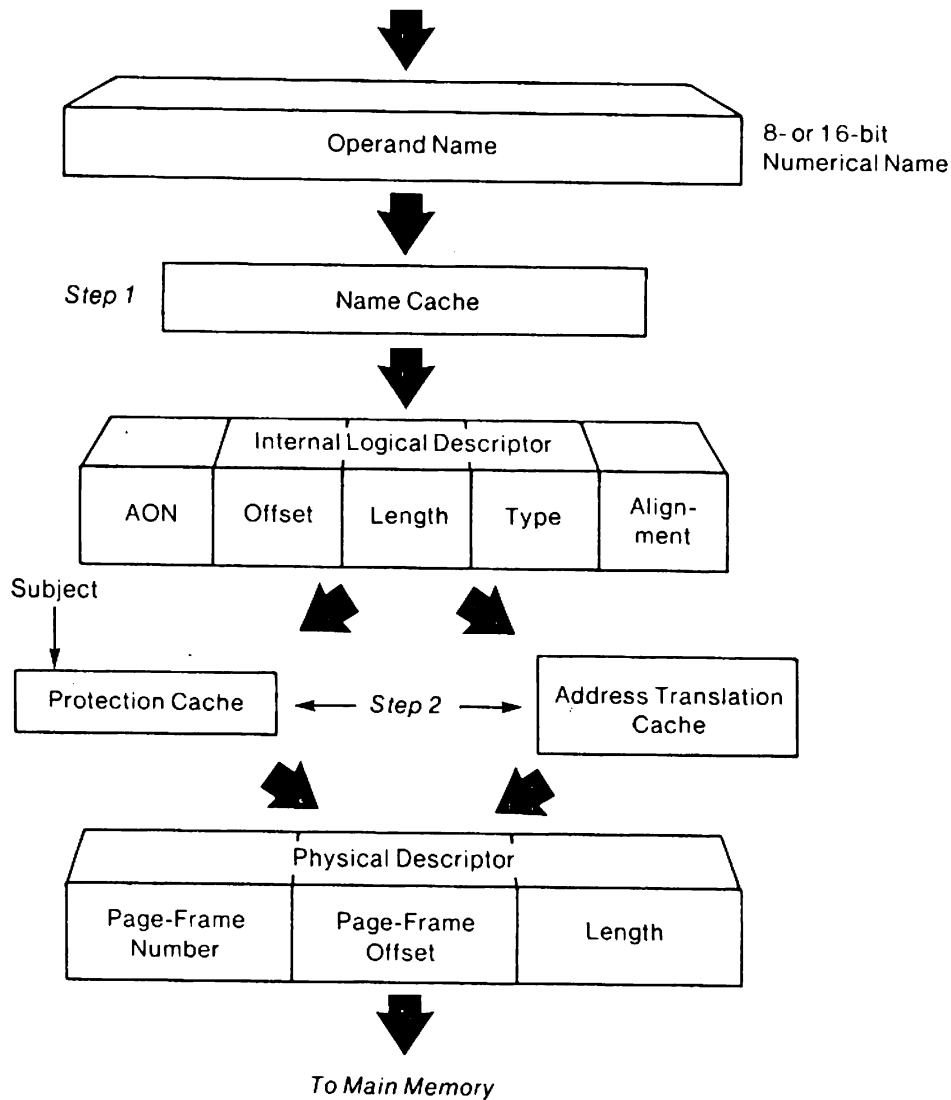 Operand Name
8- or 16-bit
Numerical Name
Step 1
Name Cache
Internal Logical Descriptor
AON
Offset
Length
Type
Align-
ment
Subject
Protection Cache
Step 2
Address Translation
Cache
Physical Descriptor
Page-Frame
Number
Page-Frame
Offset
Length
To Main Memory